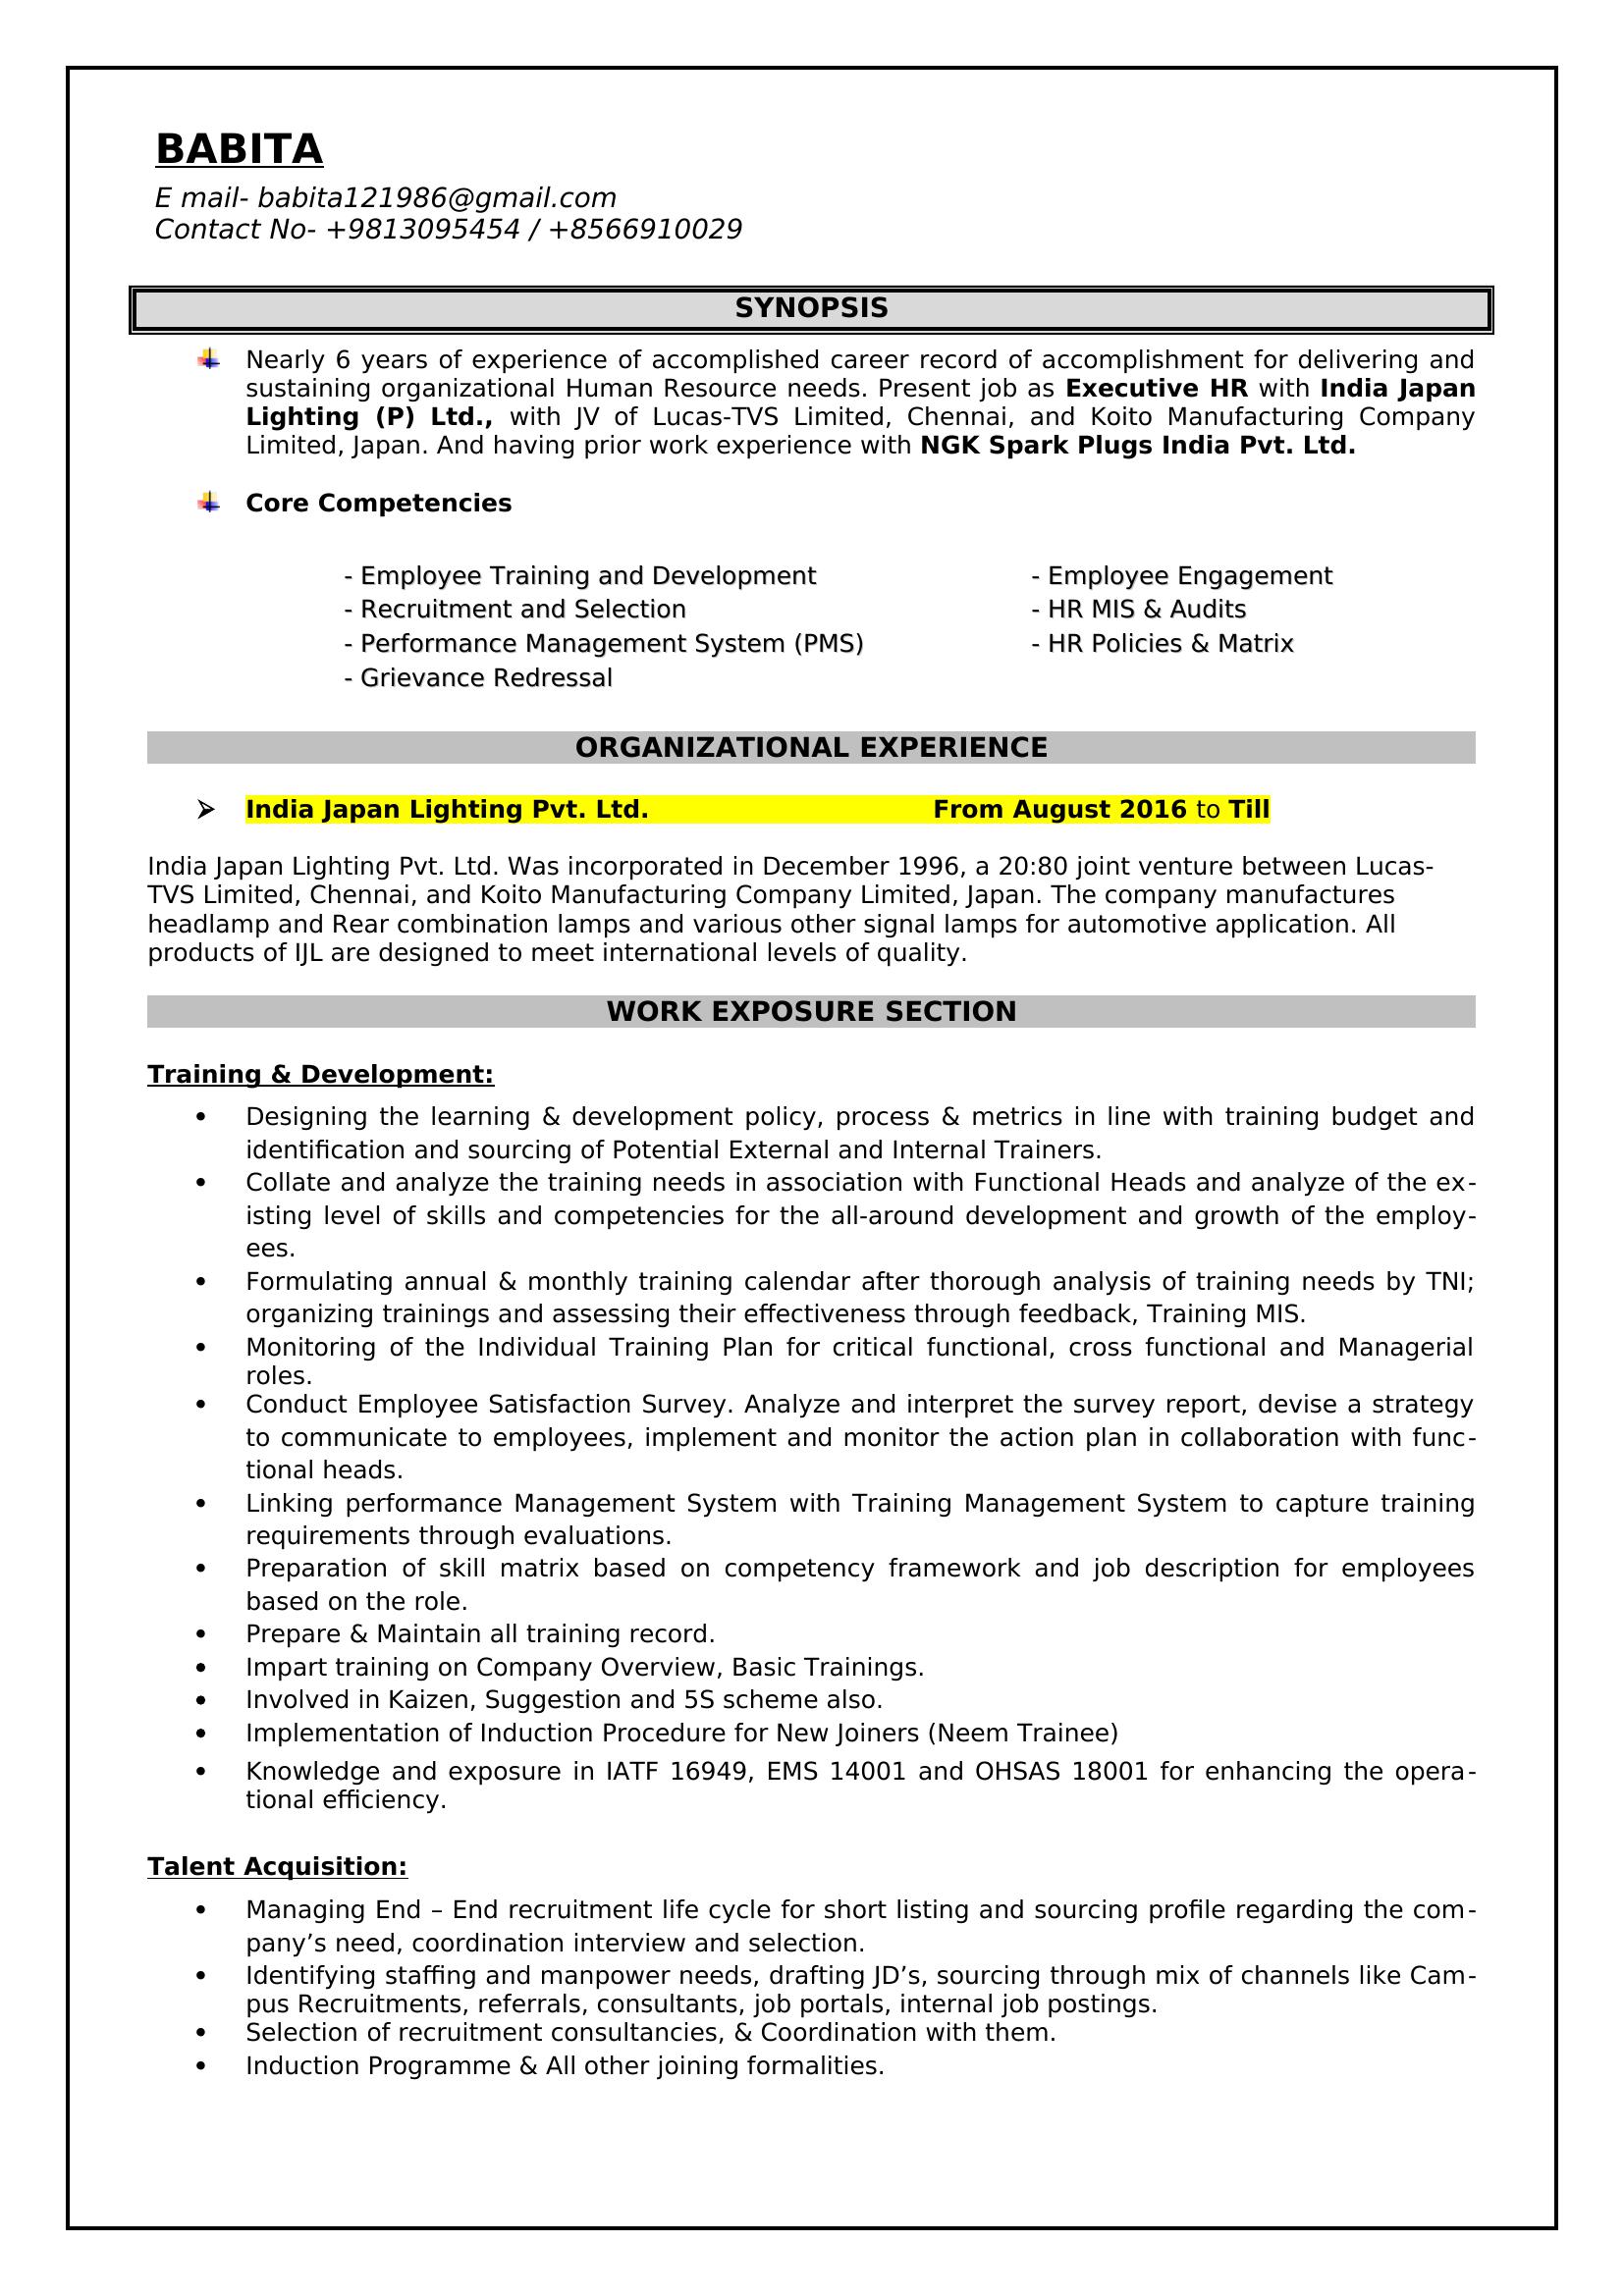 BABITA
E mail- babita121986@gmail.com
Contact No- +9813095454 / +8566910029
SYNOPSIS
Nearly 6 years of experience of accomplished career record of accomplishment for delivering and
sustaining organizational Human Resource needs. Present job as Executive HR with India Japan
Lighting (P) Ltd., with JV of Lucas-TVS Limited, Chennai, and Koito Manufacturing Company
Limited, Japan. And having prior work experience with NGK Spark Plugs India Pvt. Ltd.
Core Competencies
- Employee Training and Development - Employee Engagement
- Recruitment and Selection - HR MIS & Audits
- Performance Management System (PMS) - HR Policies & Matrix
- Grievance Redressal
ORGANIZATIONAL EXPERIENCE
➢ India Japan Lighting Pvt. Ltd. From August 2016 to Till
India Japan Lighting Pvt. Ltd. Was incorporated in December 1996, a 20:80 joint venture between Lucas-
TVS Limited, Chennai, and Koito Manufacturing Company Limited, Japan. The company manufactures
headlamp and Rear combination lamps and various other signal lamps for automotive application. All
products of IJL are designed to meet international levels of quality.
WORK EXPOSURE SECTION
Training & Development:
• Designing the learning & development policy, process & metrics in line with training budget and
identification and sourcing of Potential External and Internal Trainers.
• Collate and analyze the training needs in association with Functional Heads and analyze of the ex-
isting level of skills and competencies for the all-around development and growth of the employ-
ees.
• Formulating annual & monthly training calendar after thorough analysis of training needs by TNI;
organizing trainings and assessing their effectiveness through feedback, Training MIS.
• Monitoring of the Individual Training Plan for critical functional, cross functional and Managerial
roles.
• Conduct Employee Satisfaction Survey. Analyze and interpret the survey report, devise a strategy
to communicate to employees, implement and monitor the action plan in collaboration with func-
tional heads.
• Linking performance Management System with Training Management System to capture training
requirements through evaluations.
• Preparation of skill matrix based on competency framework and job description for employees
based on the role.
• Prepare & Maintain all training record.
• Impart training on Company Overview, Basic Trainings.
• Involved in Kaizen, Suggestion and 5S scheme also.
• Implementation of Induction Procedure for New Joiners (Neem Trainee)
• Knowledge and exposure in IATF 16949, EMS 14001 and OHSAS 18001 for enhancing the opera-
tional efficiency.
Talent Acquisition:
• Managing End – End recruitment life cycle for short listing and sourcing profile regarding the com-
pany’s need, coordination interview and selection.
• Identifying staffing and manpower needs, drafting JD’s, sourcing through mix of channels like Cam-
pus Recruitments, referrals, consultants, job portals, internal job postings.
• Selection of recruitment consultancies, & Coordination with them.
• Induction Programme & All other joining formalities.